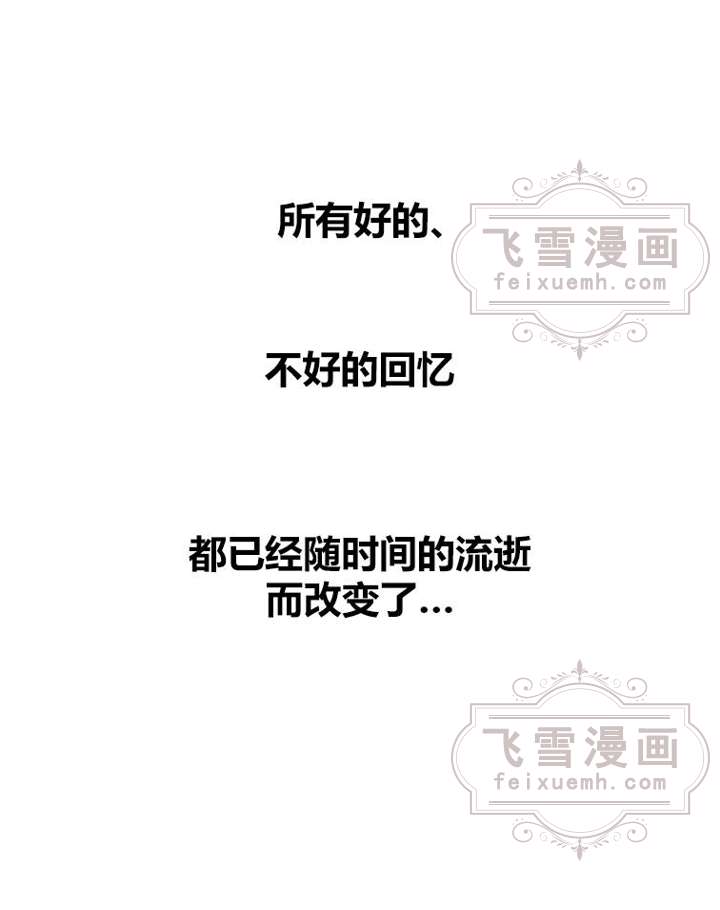 所有好的、
飞雪漫画
feixuemh.com
不好的回忆
都已经随时间的流逝
而改变了...
飞雪漫画
feixuemh.com